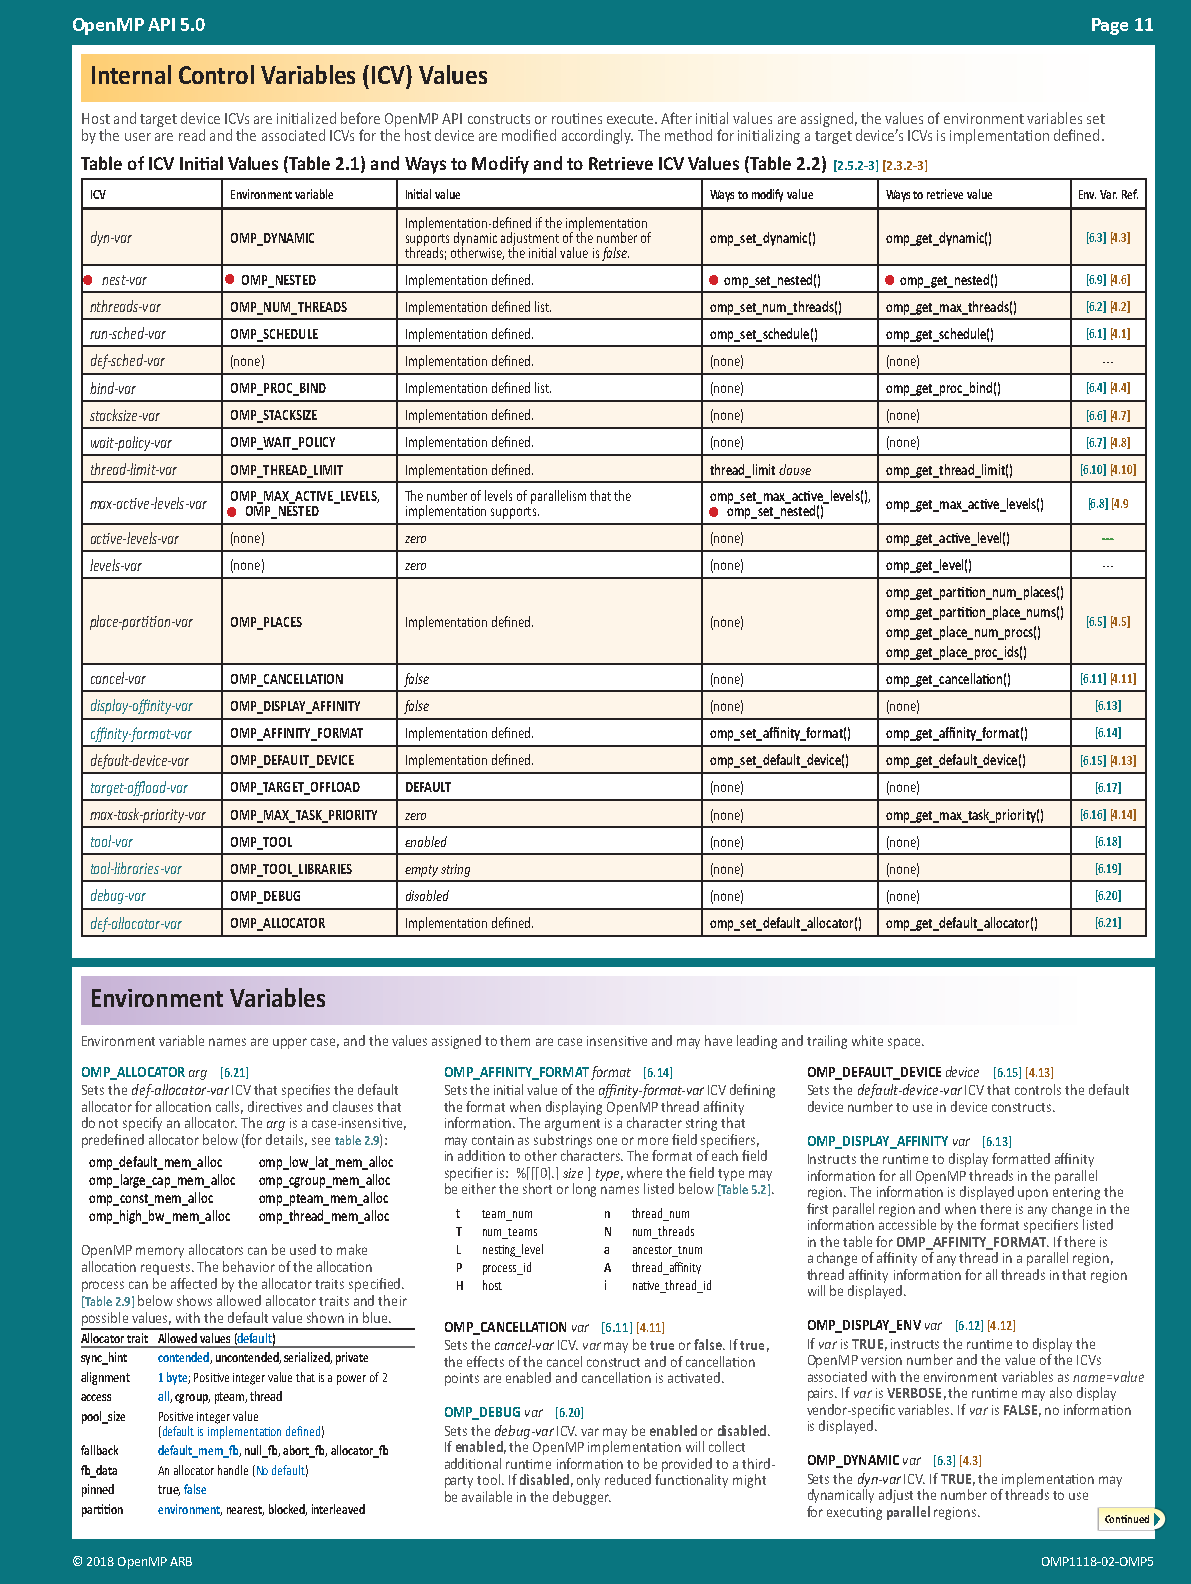 OpenMP API 5.0
Page 11
Internal Control Variables (ICV) Values
Host and target device ICVs are initialized before OpenMP API constructs or routines execute. After initial values are assigned, the values of environment variables set
by the user are read and the associated ICVs for the host device are modified accordingly. The method for initializing a target device's ICVs is implementation defined.
Table of ICV Initial Values (Table 2.1) and Ways to Modify and to Retrieve ICV Values (Table 2.2) [2.5.2-3] [2.3.2-3]
ICV Environment variable Initial value Ways to modify value Ways to retrieve value Env. Var. Ref.
dyn-var OMP_DYNAMIC Implementation-defined if the implementation
supports dynamic adjustment of the number of
threads; otherwise, the initial value is false. omp_set_dynamic() omp_get_dynamic() [6.3] [4.3]
● nest-var ● OMP_NESTED Implementation defined. ● omp_set_nested() ● omp_get_nested() [6.9] [4.6]
nthreads-var OMP_NUM_THREADS Implementation defined list. omp_set_num_threads() omp_get_max_threads() [6.2] [4.2]
run-sched-var OMP_SCHEDULE Implementation defined. omp_set_schedule() omp_get_schedule() [6.1] [4.1]
def-sched-var (none) Implementation defined. (none) (none) ---
bind-var OMP_PROC_BIND Implementation defined list. (none) omp_get_proc_bind() [6.4] [4.4]
stacksize-var OMP_STACKSIZE Implementation defined. (none) (none) [6.6] [4.7]
wait-policy-var OMP_WAIT_POLICY Implementation defined. (none) (none) [6.7] [4.8]
thread-limit-var OMP_THREAD_LIMIT Implementation defined. thread_limit clause omp_get_thread_limit() [6.10] [4.10]
max-active-levels-var OMP_MAX_ACTIVE_LEVELS,
● OMP_NESTED The number of levels of parallelism that the
implementation supports. omp_set_max_active_levels(),
● omp_set_nested() omp_get_max_active_levels() [6.8] [4.9
active-levels-var (none) zero (none) omp_get_active_level() ---
levels-var (none) zero (none) omp_get_level() ---
place-partition-var OMP_PLACES Implementation defined. (none) omp_get_partition_num_places()
omp_get_partition_place_nums()
omp_get_place_num_procs()
omp_get_place_proc_ids() [6.5] [4.5]
cancel-var OMP_CANCELLATION false (none) omp_get_cancellation() [6.11] [4.11]
display-affinity-var OMP_DISPLAY_AFFINITY false (none) (none) [6.13]
affinity-format-var OMP_AFFINITY_FORMAT Implementation defined. omp_set_affinity_format() omp_get_affinity_format() [6.14]
default-device-var OMP_DEFAULT_DEVICE Implementation defined. omp_set_default_device() omp_get_default_device() [6.15] [4.13]
target-offload-var OMP_TARGET_OFFLOAD DEFAULT (none) (none) [6.17]
max-task-priority-var OMP_MAX_TASK_PRIORITY zero (none) omp_get_max_task_priority() [6.16] [4.14]
tool-var OMP_TOOL enabled (none) (none) [6.18]
tool-libraries-var OMP_TOOL_LIBRARIES empty string (none) (none) [6.19]
debug-var OMP_DEBUG disabled (none) (none) [6.20]
def-allocator-var OMP_ALLOCATOR Implementation defined. omp_set_default_allocator() omp_get_default_allocator() [6.21]
Environment Variables
Environment variable names are upper case, and the values assigned to them are case insensitive and may have leading and trailing white space.
OMP_ALLOCATOR arg [6.21]
Sets the def-allocator-var ICV that specifies the default
allocator for allocation calls, directives and clauses that
do not specify an allocator. The arg is a case-insensitive,
predefined allocator below (for details, see table 2.9):
omp_default_mem_alloc omp_low_lat_mem_alloc
omp_large_cap_mem_alloc omp_cgroup_mem_alloc
omp_const_mem_alloc omp_pteam_mem_alloc
omp_high_bw_mem_alloc omp_thread_mem_alloc
OpenMP memory allocators can be used to make
allocation requests. The behavior of the allocation
process can be affected by the allocator traits specified.
[Table 2.9] below shows allowed allocator traits and their
possible values, with the default value shown in blue.
Allocator trait Allowed values (default)
sync_hint contended, uncontended, serialized, private
alignment 1 byte; Positive integer value that is a power of 2
access all, cgroup, pteam, thread
pool_size Positive integer value
(default is implementation defined)
fallback default_mem_fb, null_fb, abort_fb, allocator_fb
fb_data An allocator handle (No default)
pinned true, false
partition environment, nearest, blocked, interleaved
OMP_AFFINITY_FORMAT format [6.14]
Sets the initial value of the affinity-format-var ICV defining
the format when displaying OpenMP thread affinity
information. The argument is a character string that
may contain as substrings one or more field specifiers,
in addition to other characters. The format of each field
specifier is: %[[[0].] size ] type, where the field type may
be either the short or long names listed below [Table 5.2].
t team_num n thread_num
T num_teams N num_threads
L nesting_level a ancestor_tnum
P process_id A thread_affinity
H host i native_thread_id
OMP_CANCELLATION var [6.11] [4.11]
Sets the cancel-var ICV. var may be true or false. If true,
the effects of the cancel construct and of cancellation
points are enabled and cancellation is activated.
OMP_DEBUG var [6.20]
Sets the debug-var ICV. var may be enabled or disabled.
If enabled, the OpenMP implementation will collect
additional runtime information to be provided to a third-
party tool. If disabled, only reduced functionality might
be available in the debugger.
OMP_DEFAULT_DEVICE device [6.15] [4.13]
Sets the default-device-var ICV that controls the default
device number to use in device constructs.
OMP_DISPLAY_AFFINITY var [6.13]
Instructs the runtime to display formatted affinity
information for all OpenMP threads in the parallel
region. The information is displayed upon entering the
first parallel region and when there is any change in the
information accessible by the format specifiers listed
in the table for OMP_AFFINITY_FORMAT. If there is
a change of affinity of any thread in a parallel region,
thread affinity information for all threads in that region
will be displayed.
OMP_DISPLAY_ENV var [6.12] [4.12]
If var is TRUE, instructs the runtime to display the
OpenMP version number and the value of the ICVs
associated with the environment variables as name=value
pairs. If var is VERBOSE, the runtime may also display
vendor-specific variables. If var is FALSE, no information
is displayed.
OMP_DYNAMIC var [6.3] [4.3]
Sets the dyn-var ICV. If TRUE, the implementation may
dynamically adjust the number of threads to use
for executing parallel regions.
Continued
© 2018 OpenMP ARB
OMP1118-02-OMP5